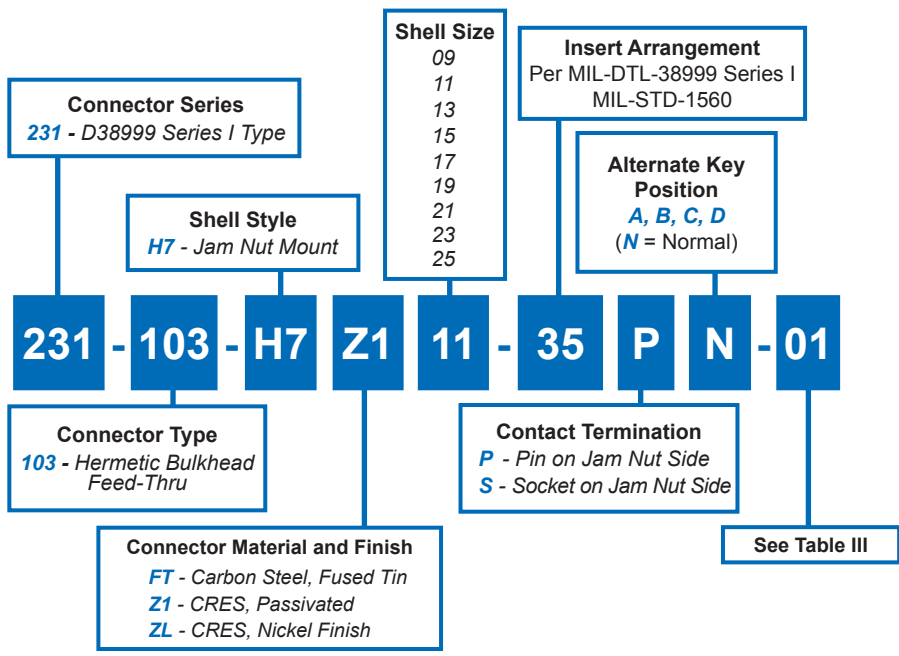 Connector Series
231 - D38999 Series I Type
Shell Style
H7 - Jam Nut Mount
Shell Size
09
11
13
15
17
19
21
23
25
Insert Arrangement
Per MIL-DTL-38999 Series I
MIL-STD-1560
Alternate Key
Position
A, B, C, D
(N = Normal)
231 - 103 - H7 Z1 11 - 35 P N - 01
Connector Type
103 - Hermetic Bulkhead
Feed-Thru
Connector Material and Finish
FT - Carbon Steel, Fused Tin
Z1 - CRES, Passivated
ZL - CRES, Nickel Finish
Contact Termination
P - Pin on Jam Nut Side
S - Socket on Jam Nut Side
See Table III